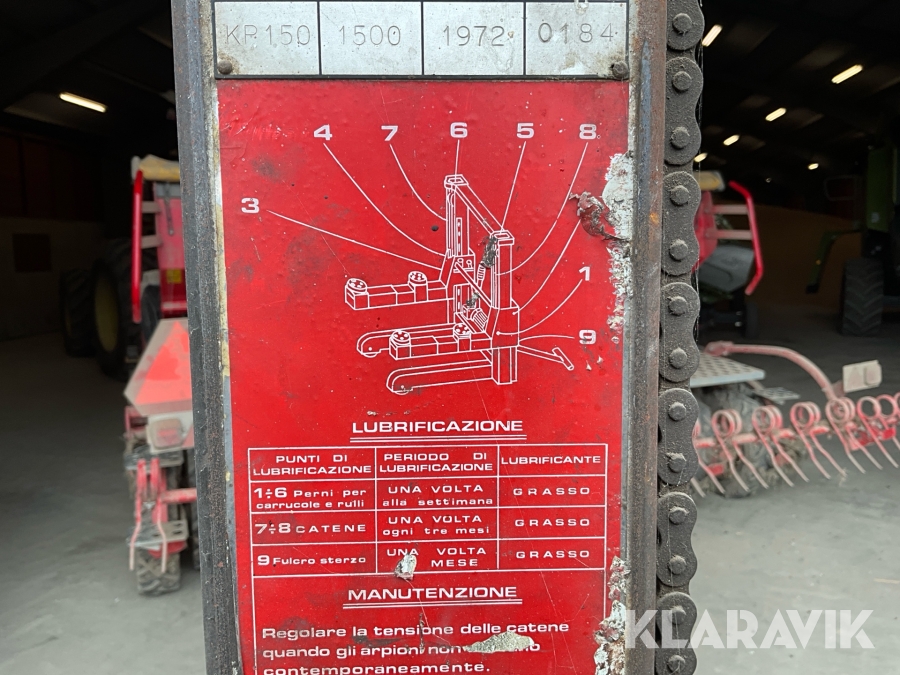 KP150 1500 1972 0184
4 7 6 5 8
3
1
9
LUBRIFICAZIONE
PUNTI DI LUBRIFICAZIONE PERIODO DI LUBRIFICAZIONE LUBRIFICANTE
1÷6 Perni per carrucole e rulli UNA VOLTA alla settimana GRASSO
7÷8 CATENE UNA VOLTA ogni tre mesi GRASSO
9 Fulcro sterzo UNA VOLTA MESE GRASSO
MANUTENZIONE
Regolare la tensione delle catene
quando gli arpioni non
contemporaneamente.
KLARAVIK